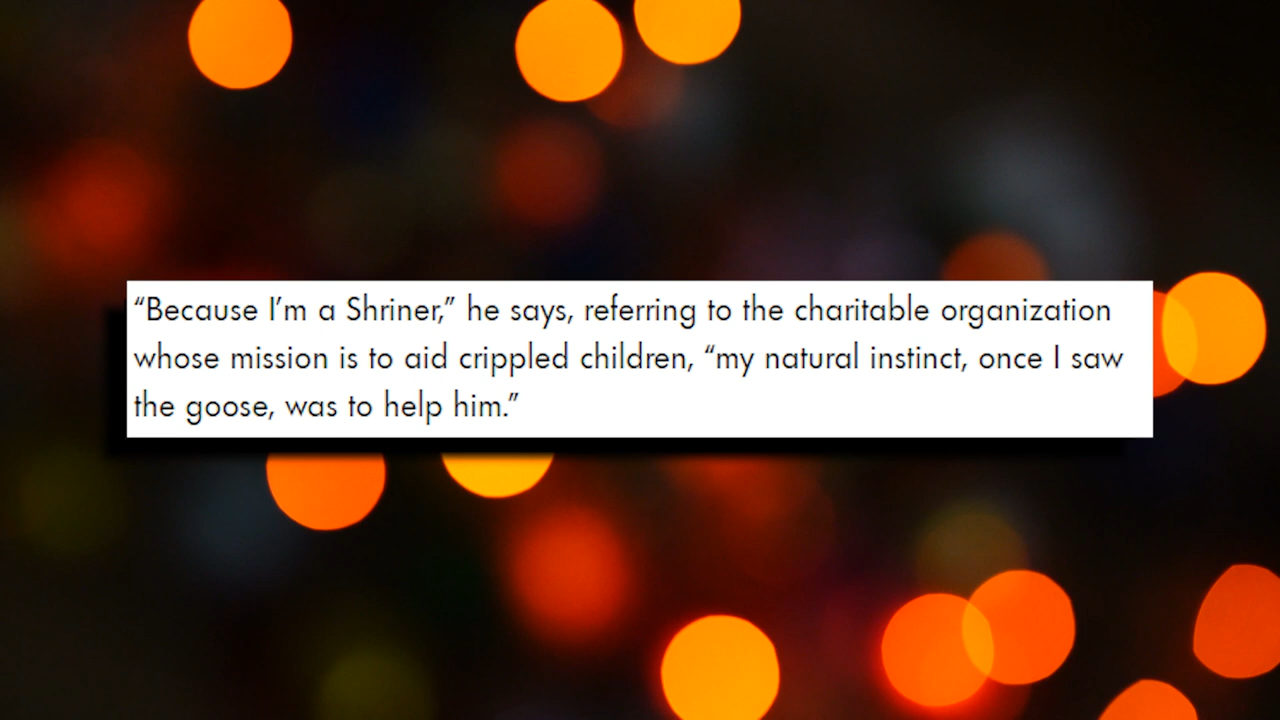 “Because I’m a Shriner,” he says, referring to the charitable organization
whose mission is to aid crippled children, “my natural instinct, once I saw
the goose, was to help him.”